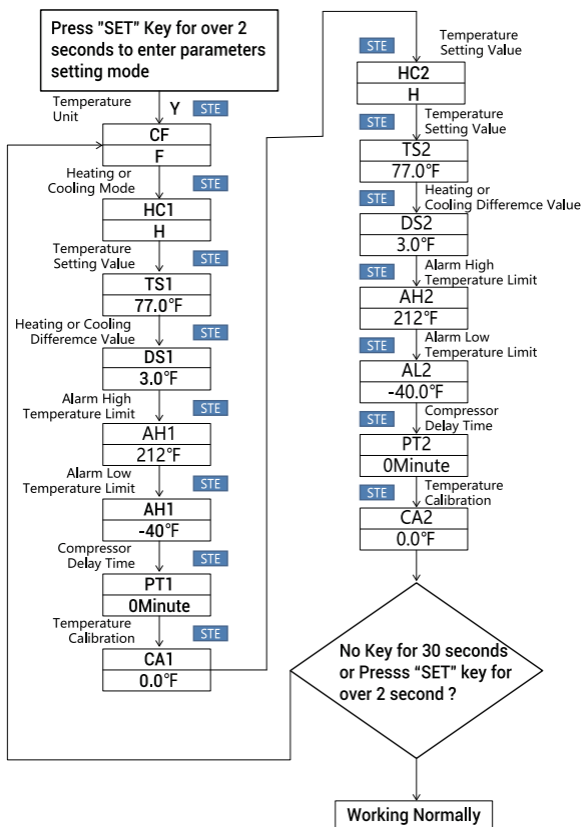 Press "SET" Key for over 2
seconds to enter parameters
setting mode
Temperature
Unit
Y
STE
CF
F
Heating or
Cooling Mode
STE
HC1
H
Temperature
Setting Value
STE
TS1
77.0°F
Heating or Cooling
Difference Value
STE
DS1
3.0°F
Alarm High
Temperature Limit
STE
AH1
212°F
Alarm Low
Temperature Limit
STE
AH1
-40°F
Compressor
Delay Time
STE
PT1
0Minute
Temperature
Calibration
STE
CA1
0.0°F
STE
Temperature
Setting Value
HC2
H
STE
Temperature
Setting Value
TS2
77.0°F
STE
Heating or
Cooling Difference Value
DS2
3.0°F
STE
Alarm High
Temperature Limit
AH2
212°F
STE
Alarm Low
Temperature Limit
AL2
-40.0°F
STE
Compressor
Delay Time
PT2
0Minute
STE
Temperature
Calibration
CA2
0.0°F
No Key for 30 seconds
or Presss “SET” key for
over 2 second ?
Working Normally